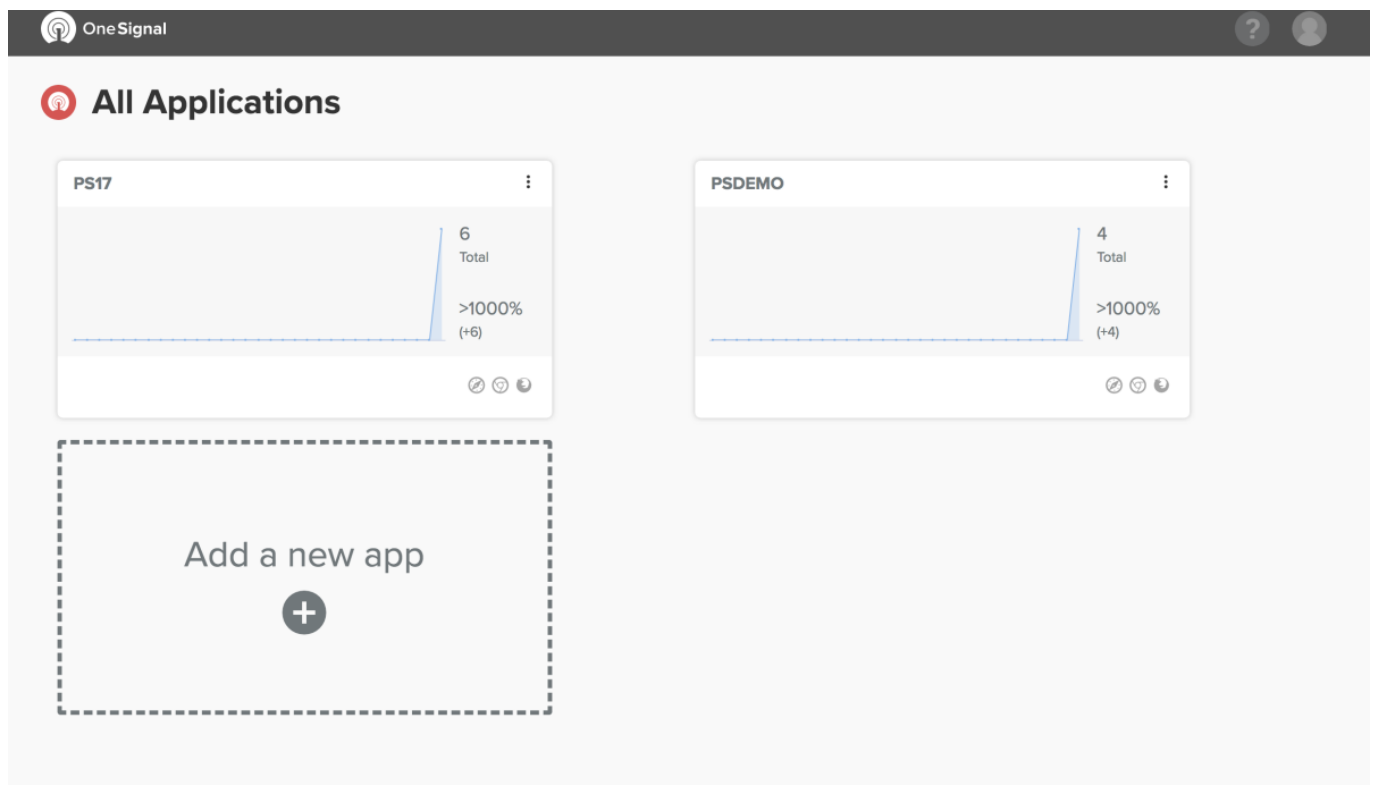 OneSignal
?
All Applications
PS17
6
Total
>1000%
(+6)
PSDEMO
4
Total
>1000%
(+4)
Add a new app